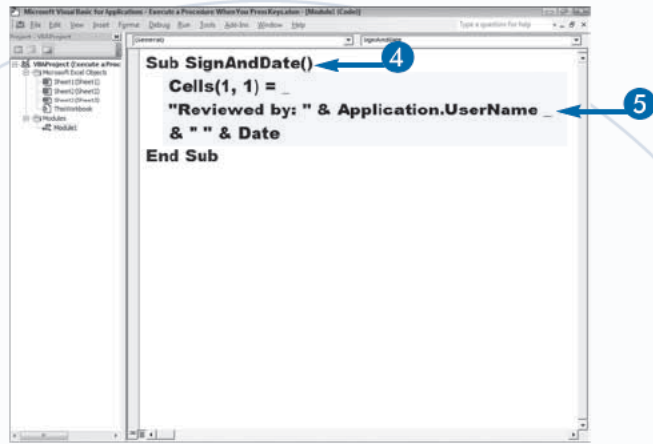 Microsoft Visual Basic for Applications - Execute a Procedure When You Press Keys.xlsm - [Module1 (Code)]
File Edit View Insert Format Debug Run Tools Add-Ins Window Help
Type a question for help
Project - VBAProject
(General)
SignAndDate
VBAProject (Execute a Proc
Microsoft Excel Objects
Sheet1 (Sheet1)
Sheet2 (Sheet2)
Sheet3 (Sheet3)
ThisWorkbook
Modules
Module1
Sub SignAndDate()
4
Cells(1, 1) = _
"Reviewed by: " & Application.UserName _
5
& " " & Date
End Sub